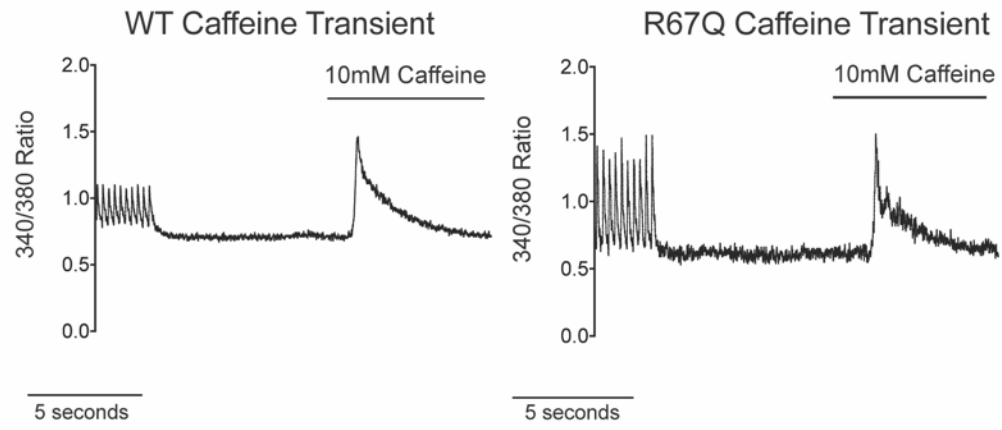 WT Caffeine Transient
10mM Caffeine
340/380 Ratio
2.0
1.5
1.0
0.5
0.0
5 seconds
R67Q Caffeine Transient
10mM Caffeine
340/380 Ratio
2.0
1.5
1.0
0.5
0.0
5 seconds